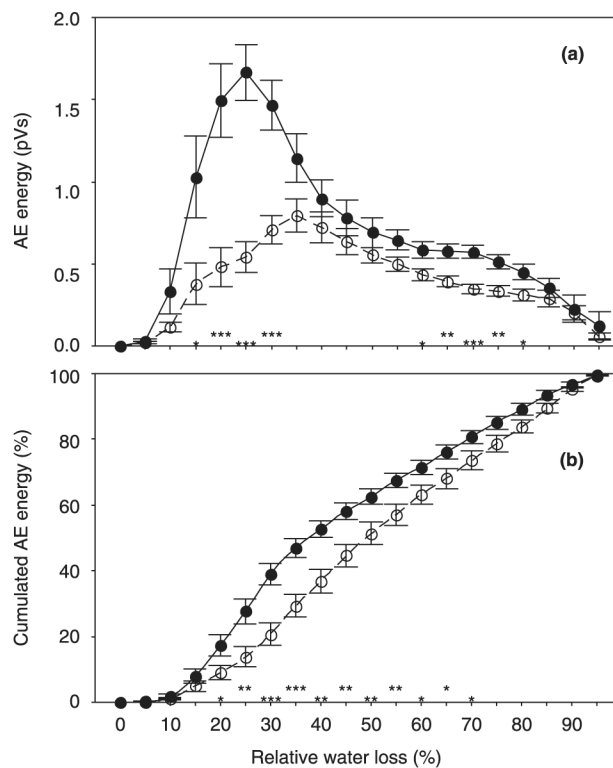 2.0
(a)
1.5
AE energy (pVs)
1.0
0.5
*** *** ** **
0.0
* *** * *** *
100
80
(b)
Cumulated AE energy (%)
60
40
20
** *** ** ** *
0
* *** ** ** * *
0 10 20 30 40 50 60 70 80 90
Relative water loss (%)